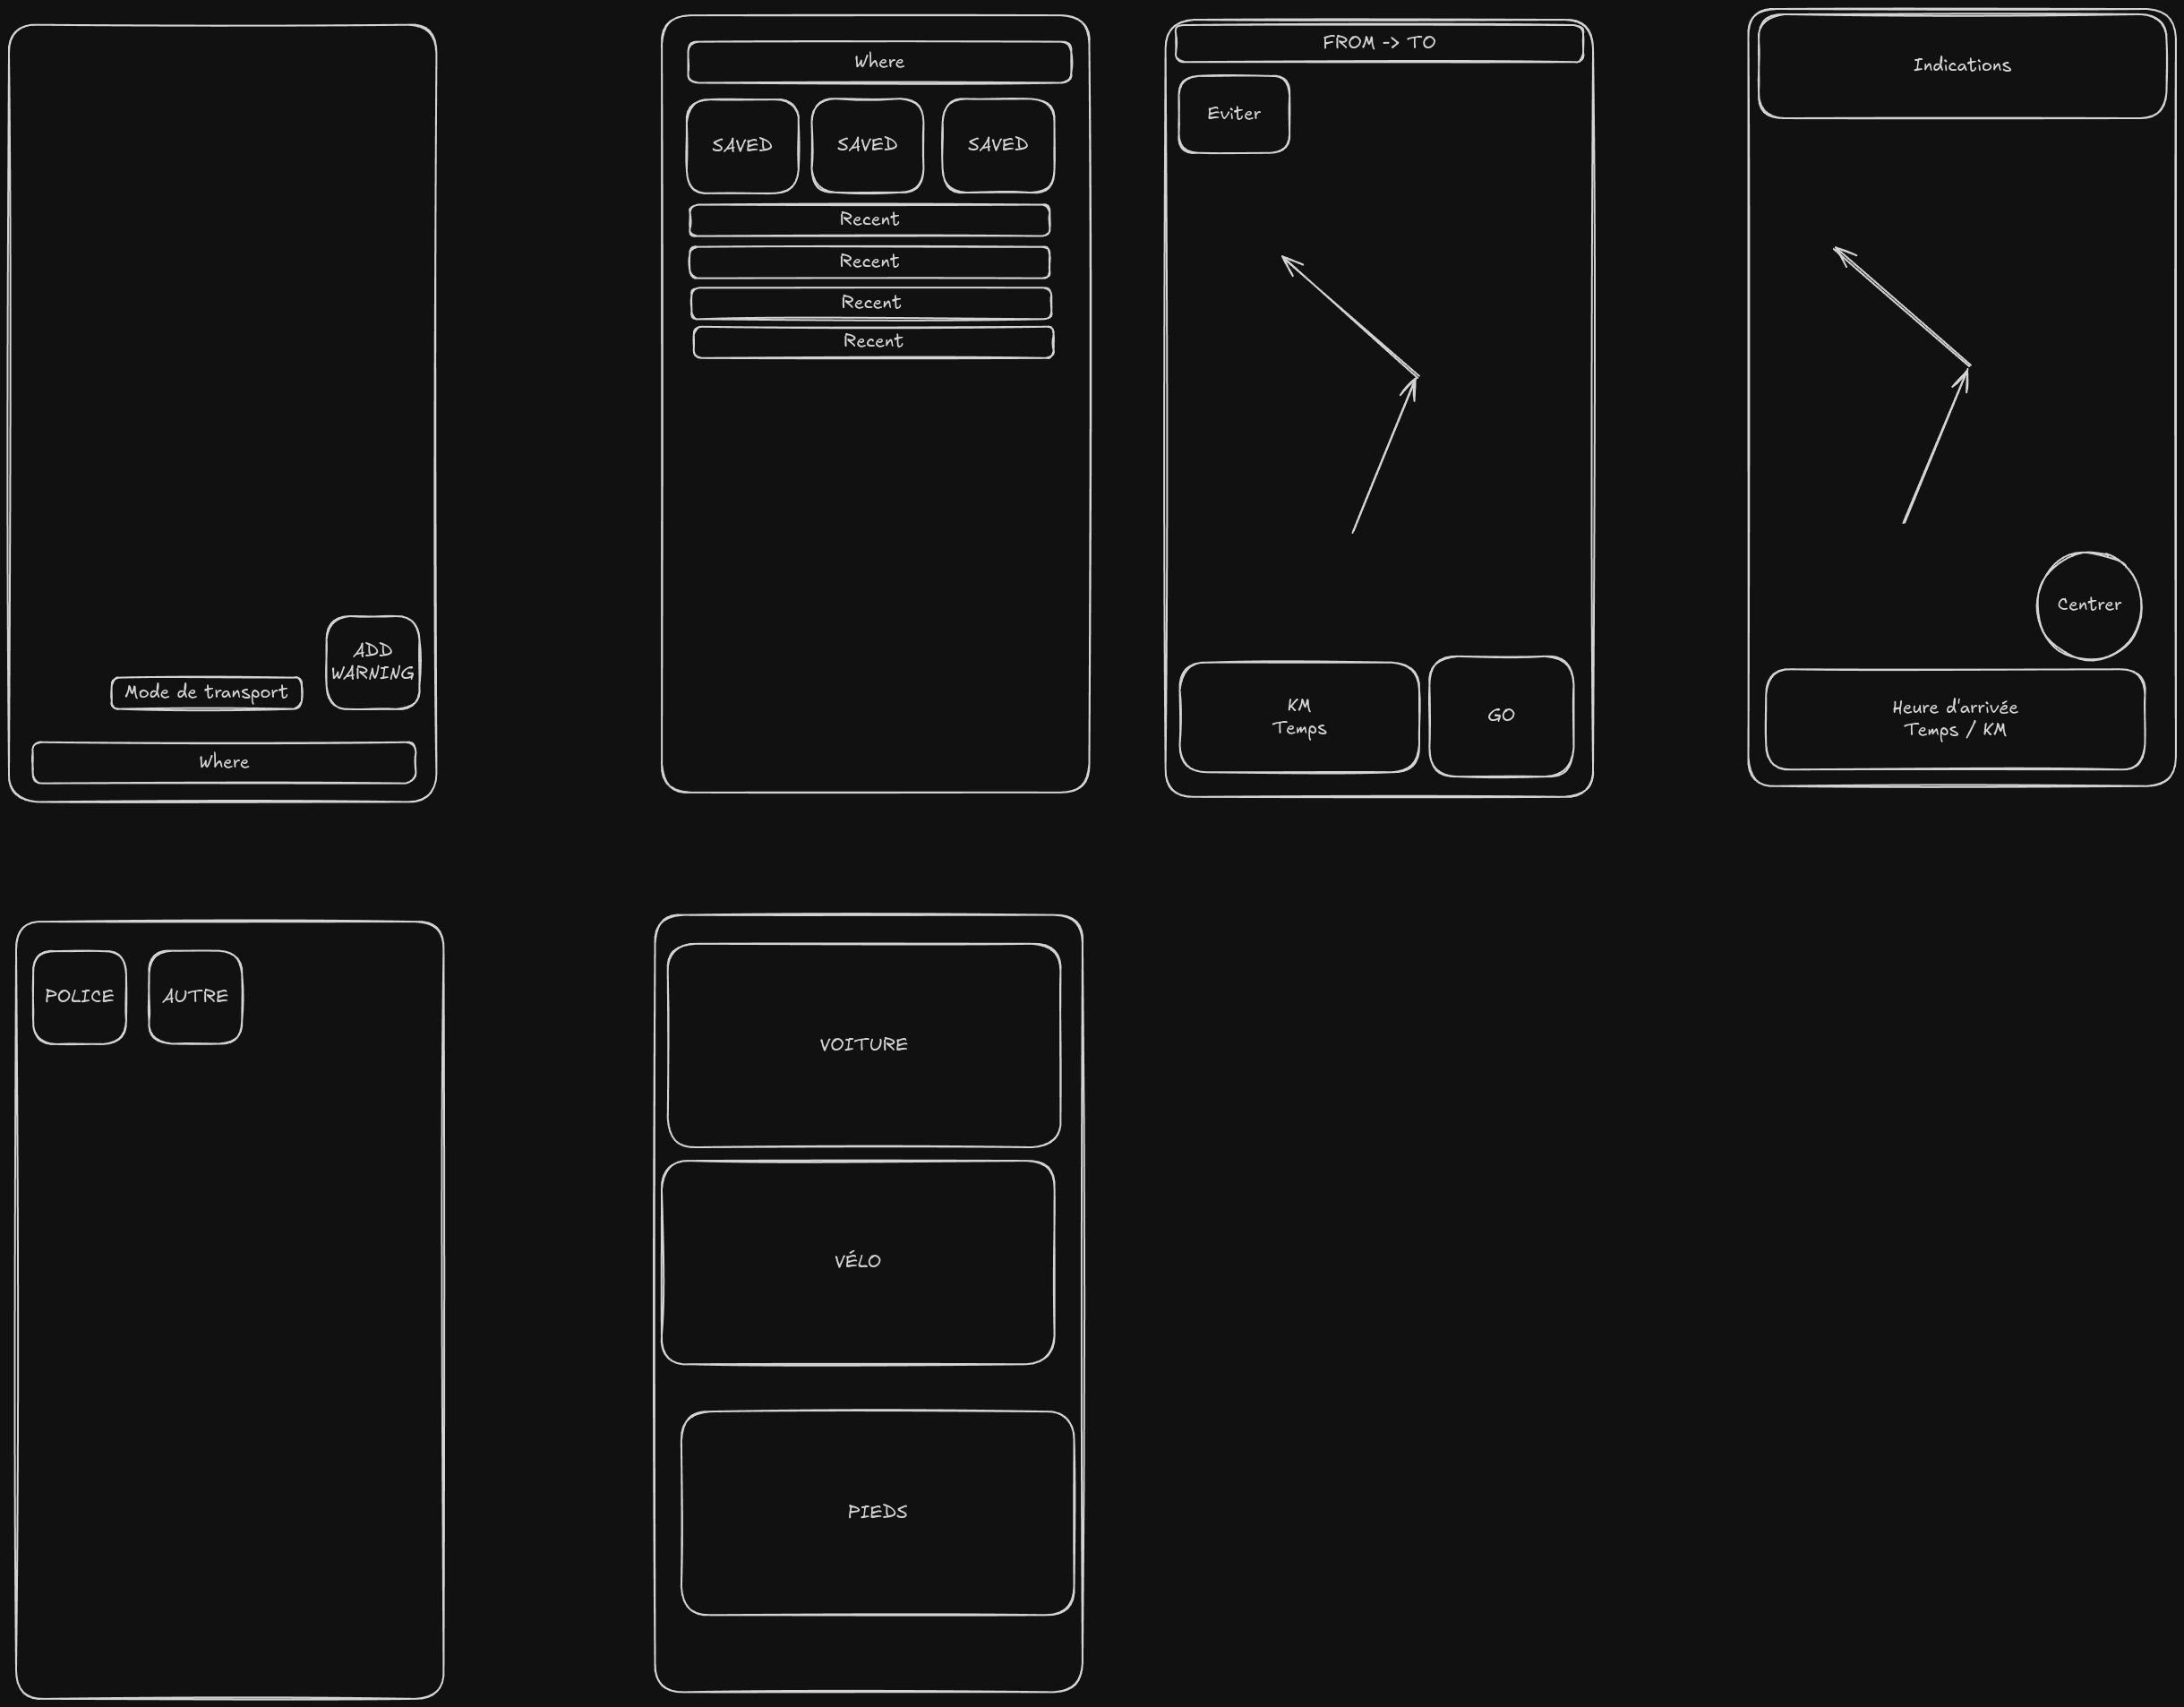 ADD
WARNING
Mode de transport
Where
Where
SAVED
SAVED
SAVED
Recent
Recent
Recent
Recent
FROM -> TO
Eviter
KM
Temps
GO
Indications
Centrer
Heure d'arrivée
Temps / KM
POLICE
AUTRE
VOITURE
VÉLO
PIEDS